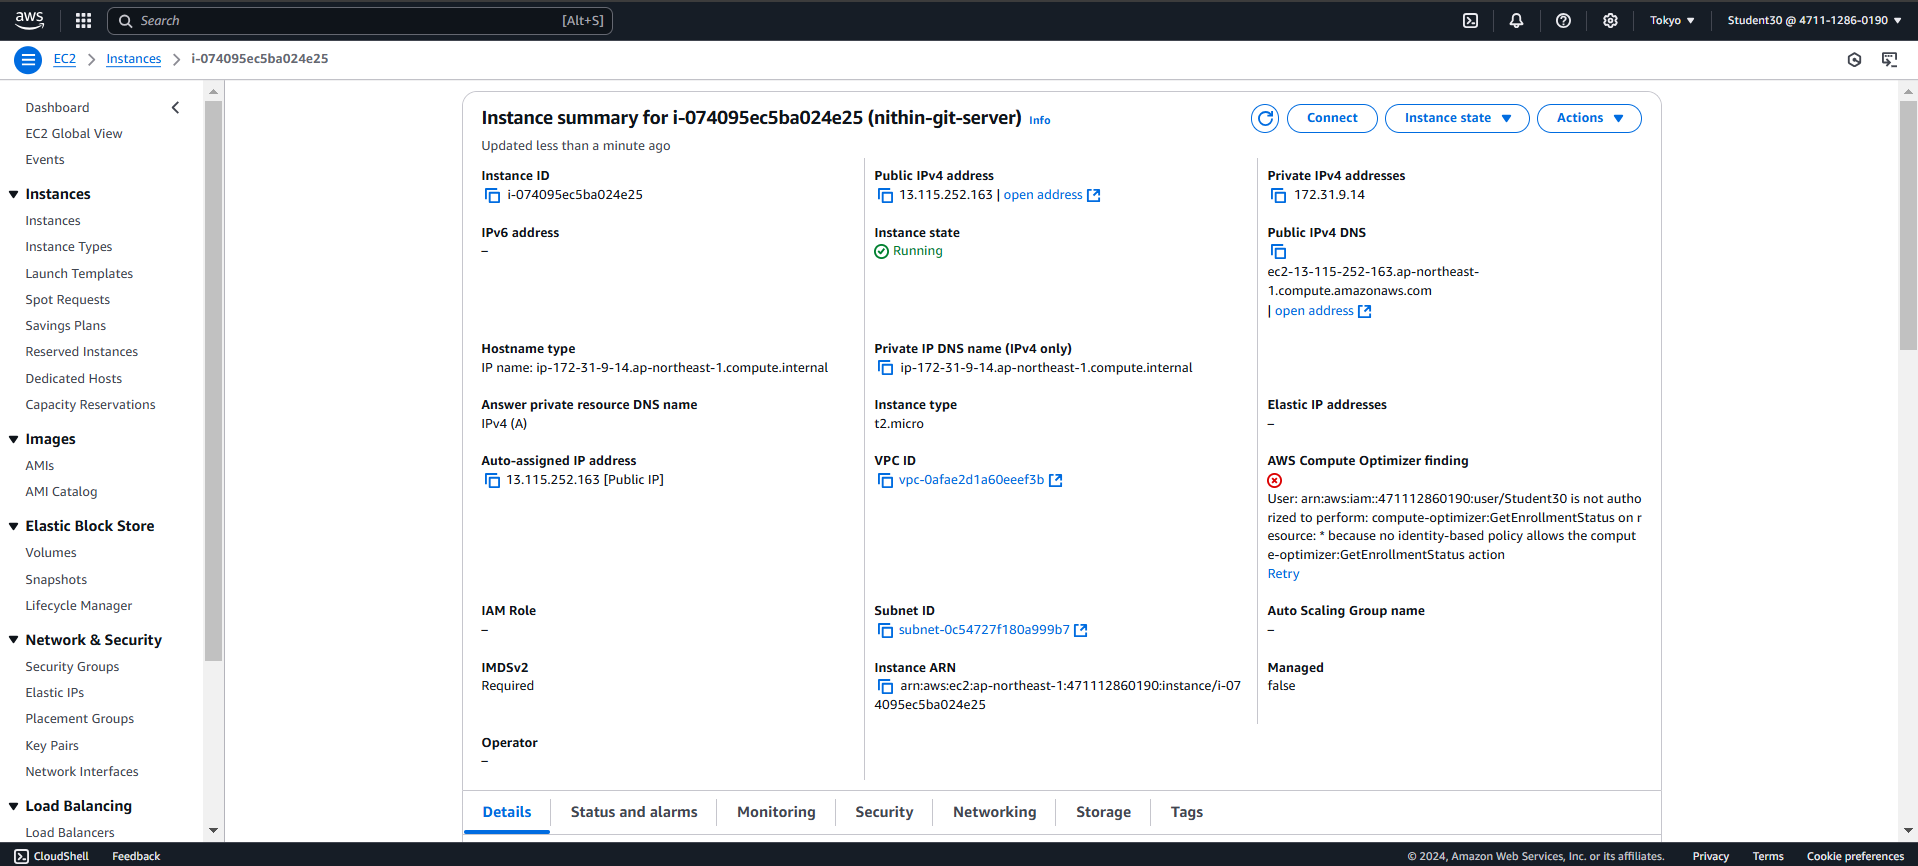 aws
Search [Alt+S]
Tokyo
Student30 @ 4711-1286-0190
EC2
Instances
i-074095ec5ba024e25
Dashboard
EC2 Global View
Events
Instances
Instances
Instance Types
Launch Templates
Spot Requests
Savings Plans
Reserved Instances
Dedicated Hosts
Capacity Reservations
Images
AMIs
AMI Catalog
Elastic Block Store
Volumes
Snapshots
Lifecycle Manager
Network & Security
Security Groups
Elastic IPs
Placement Groups
Key Pairs
Network Interfaces
Load Balancing
Load Balancers
Instance summary for i-074095ec5ba024e25 (nithin-git-server) Info
Updated less than a minute ago
Connect
Instance state
Actions
Instance ID
i-074095ec5ba024e25
Public IPv4 address
13.115.252.163 | open address
Private IPv4 addresses
172.31.9.14
IPv6 address
–
Instance state
Running
Public IPv4 DNS
ec2-13-115-252-163.ap-northeast-
1.compute.amazonaws.com
| open address
Hostname type
IP name: ip-172-31-9-14.ap-northeast-1.compute.internal
Private IP DNS name (IPv4 only)
ip-172-31-9-14.ap-northeast-1.compute.internal
Answer private resource DNS name
IPv4 (A)
Instance type
t2.micro
Elastic IP addresses
–
Auto-assigned IP address
13.115.252.163 [Public IP]
VPC ID
vpc-0afae2d1a60eeef3b
AWS Compute Optimizer finding
User: arn:aws:iam::471112860190:user/Student30 is not autho
rized to perform: compute-optimizer:GetEnrollmentStatus on r
esource: * because no identity-based policy allows the comput
e-optimizer:GetEnrollmentStatus action
Retry
IAM Role
–
Subnet ID
subnet-0c54727f180a999b7
Auto Scaling Group name
–
IMDSv2
Required
Instance ARN
arn:aws:ec2:ap-northeast-1:471112860190:instance/i-07
4095ec5ba024e25
Managed
false
Operator
–
Details
Status and alarms
Monitoring
Security
Networking
Storage
Tags
CloudShell
Feedback
© 2024, Amazon Web Services, Inc. or its affiliates.
Privacy
Terms
Cookie preferences